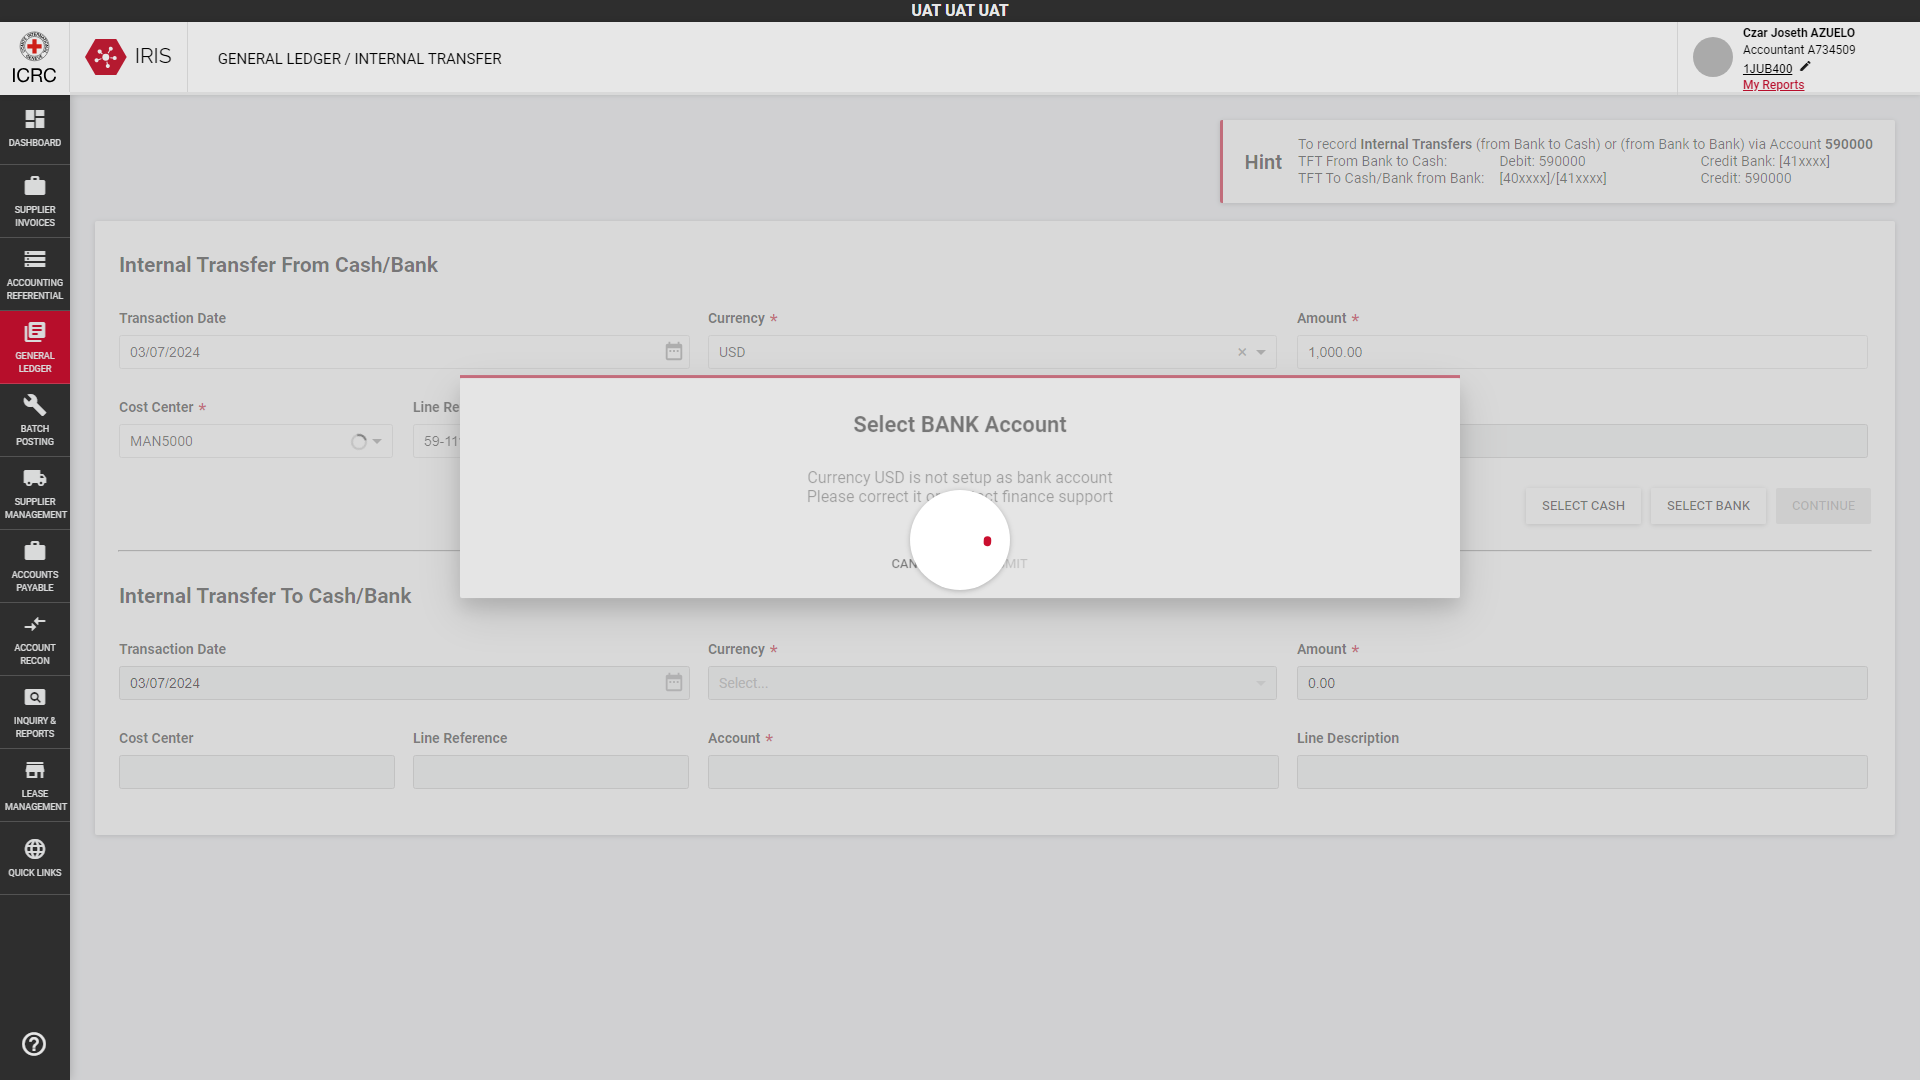 UAT UAT UAT
ICRC
IRIS
GENERAL LEDGER / INTERNAL TRANSFER
Czar Joseth AZUELO
Accountant A734509
1JUB400
My Reports
DASHBOARD
SUPPLIER
INVOICES
ACCOUNTING
REFERENTIAL
GENERAL
LEDGER
BATCH
POSTING
SUPPLIER
MANAGEMENT
ACCOUNTS
PAYABLE
ACCOUNT
RECON
INQUIRY &
REPORTS
LEASE
MANAGEMENT
QUICK LINKS
Hint
To record Internal Transfers (from Bank to Cash) or (from Bank to Bank) via Account 590000
TFT From Bank to Cash: Debit: 590000 Credit Bank: [41xxxx]
TFT To Cash/Bank from Bank: [40xxxx]/[41xxxx] Credit: 590000
Internal Transfer From Cash/Bank
Transaction Date Currency * Amount *
03/07/2024 USD 1,000.00
Cost Center * Line Re
MAN5000 59-11
Select BANK Account
Currency USD is not setup as bank account
Please correct it finance support
CAN MIT
SELECT CASH SELECT BANK CONTINUE
Internal Transfer To Cash/Bank
Transaction Date Currency * Amount *
03/07/2024 Select... 0.00
Cost Center Line Reference Account * Line Description